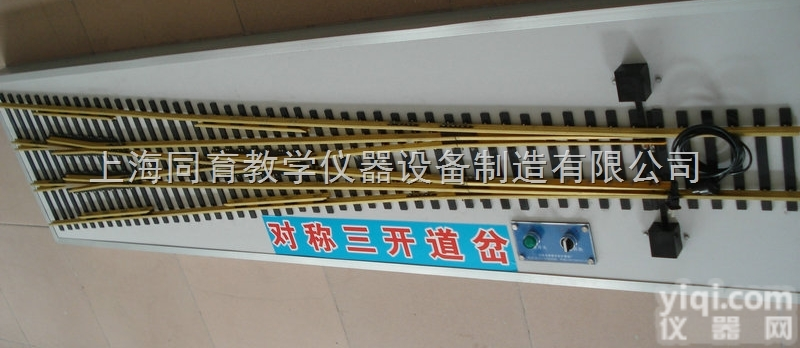 上海同育教学仪器设备制造有限公司
对称三开道岔
yiqi.com
仪器网